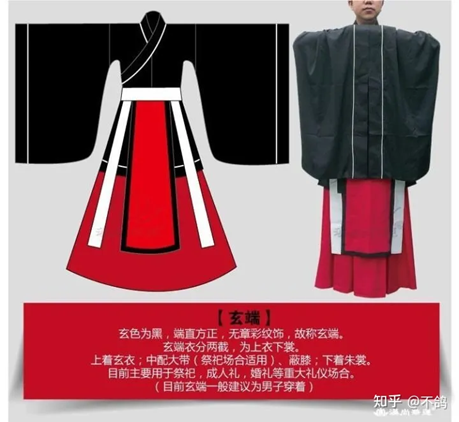 【玄端】
玄色为黑，端直方正，无章彩纹饰，故称玄端。
玄端衣分两截，为上衣下裳。
上着玄衣；中配大带（祭祀场合适用）、蔽膝；下着朱裳。
目前主要用于祭祀，成人礼，婚礼等重大礼仪场合。
（目前玄端一般建议为男子穿着）
知乎 @不鸽